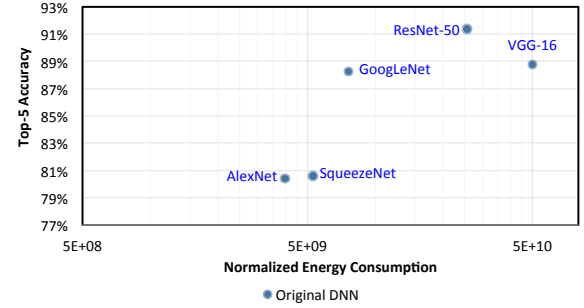 93%
91%
89%
87%
85%
83%
81%
79%
77%
Top-5 Accuracy
ResNet-50
VGG-16
GoogLeNet
AlexNet
SqueezeNet
5E+08
5E+09
5E+10
Normalized Energy Consumption
Original DNN